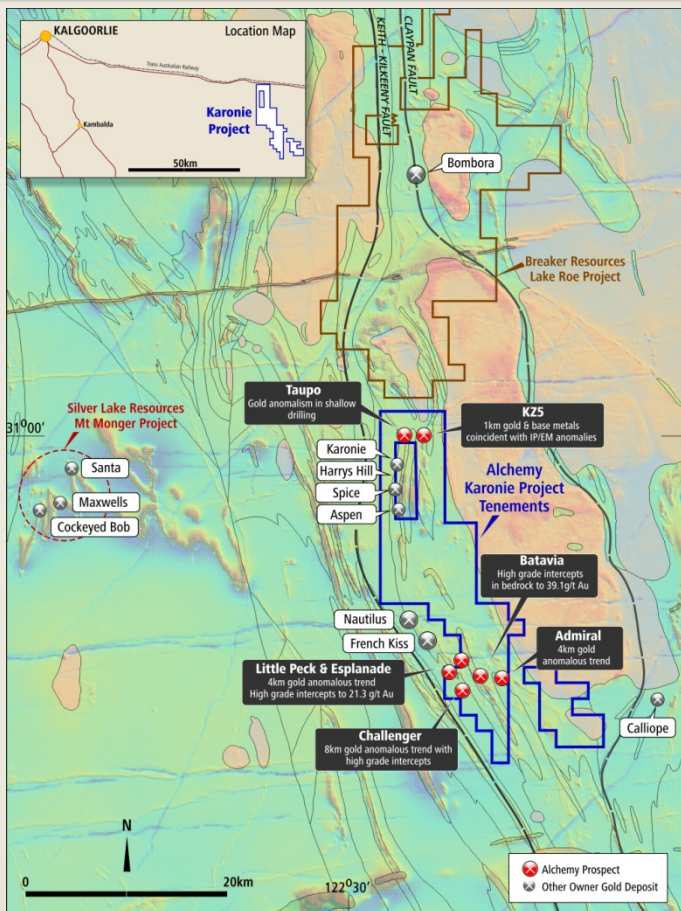 KALGOORLIE
Location Map
Trans Australian Railway
Kambalda
Karonie
Project
50km
KEITH - KILKEENY FAULT
CLAYPAN FAULT
Bombora
Breaker Resources
Lake Roe Project
Taupo
Gold anomalism in shallow
drilling
KZ5
1km gold & base metals
coincident with IP/EM anomalies
31°00'
Silver Lake Resources
Mt Monger Project
Santa
Maxwells
Cockeyed Bob
Karonie
Harrys Hill
Spice
Aspen
Alchemy
Karonie Project
Tenements
Batavia
High grade intercepts
in bedrock to 39.1g/t Au
Nautilus
French Kiss
Admiral
4km gold
anomalous trend
Little Peck & Esplanade
4km gold anomalous trend
High grade intercepts to 21.3 g/t Au
Calliope
Challenger
8km gold anomalous trend with
high grade intercepts
N
0
20km
122°30'
Alchemy Prospect
Other Owner Gold Deposit